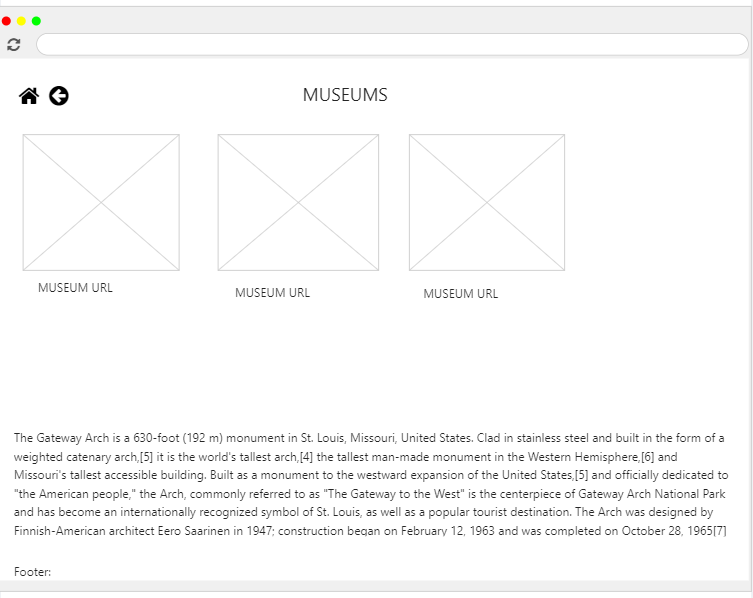 MUSEUMS
MUSEUM URL
MUSEUM URL
MUSEUM URL
The Gateway Arch is a 630-foot (192 m) monument in St. Louis, Missouri, United States. Clad in stainless steel and built in the form of a
weighted catenary arch,[5] it is the world's tallest arch,[4] the tallest man-made monument in the Western Hemisphere,[6] and
Missouri's tallest accessible building. Built as a monument to the westward expansion of the United States,[5] and officially dedicated to
"the American people," the Arch, commonly referred to as "The Gateway to the West" is the centerpiece of Gateway Arch National Park
and has become an internationally recognized symbol of St. Louis, as well as a popular tourist destination. The Arch was designed by
Finnish-American architect Eero Saarinen in 1947; construction began on February 12, 1963 and was completed on October 28, 1965[7]
Footer: